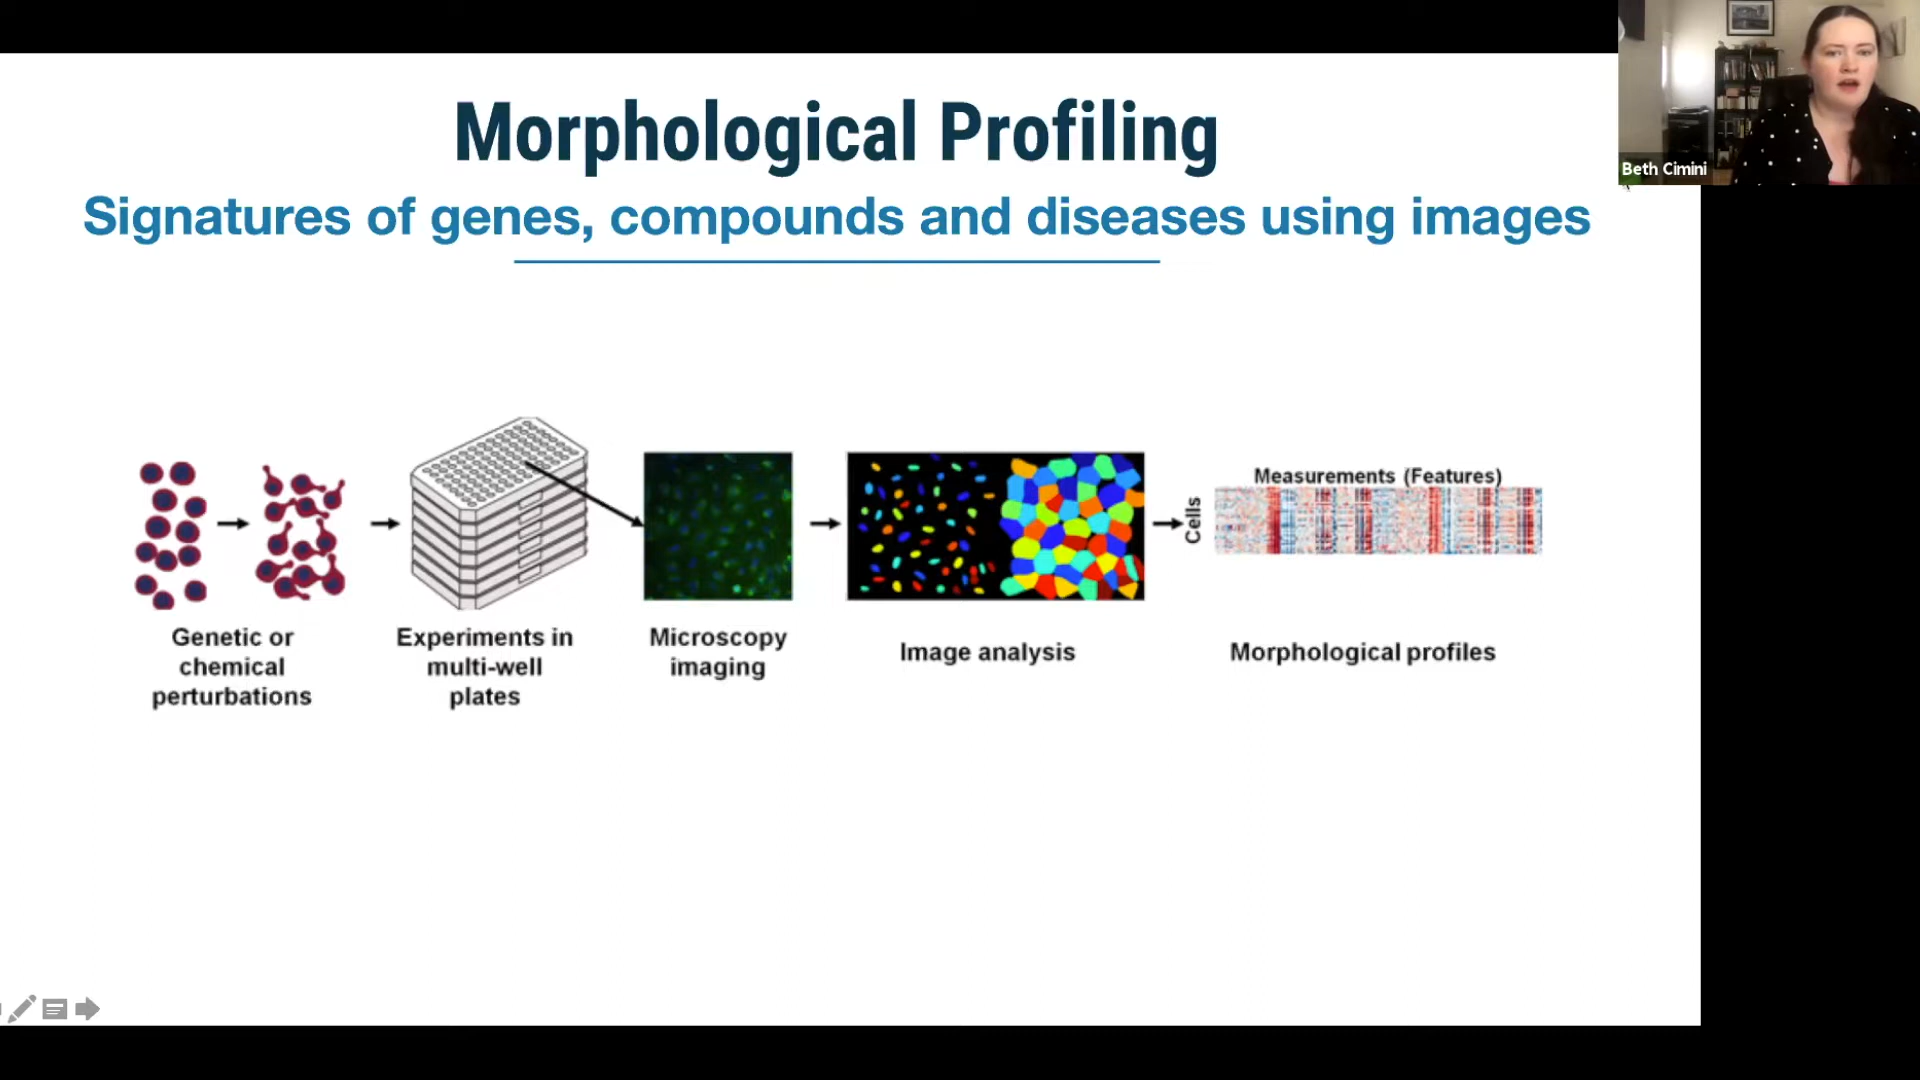 Morphological Profiling
Signatures of genes, compounds and diseases using images
Beth Cimini
Measurements (Features)
Cells
Genetic or
chemical
perturbations
Experiments in
multi-well
plates
Microscopy
imaging
Image analysis
Morphological profiles